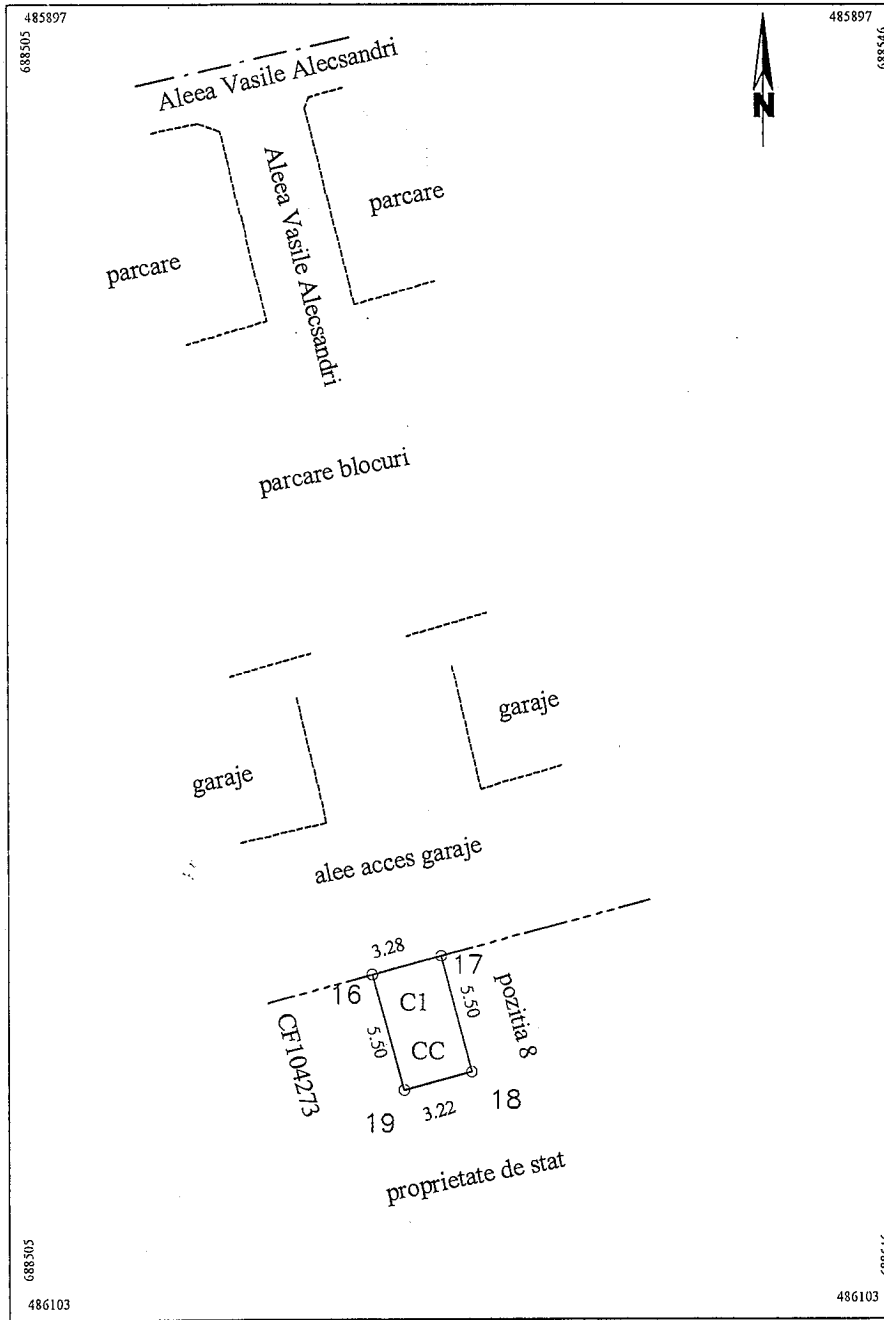 485897
485897
688505
688546
Aleea Vasile Alecsandri
N
Aleea Vasile Alecsandri
parcare
parcare
parcare blocuri
garaje
garaje
alee acces garaje
3.28
17
16
C1
5.50
pozitia 8
5.50
CC
CF104273
18
19
3.22
proprietate de stat
688505
486103
486103